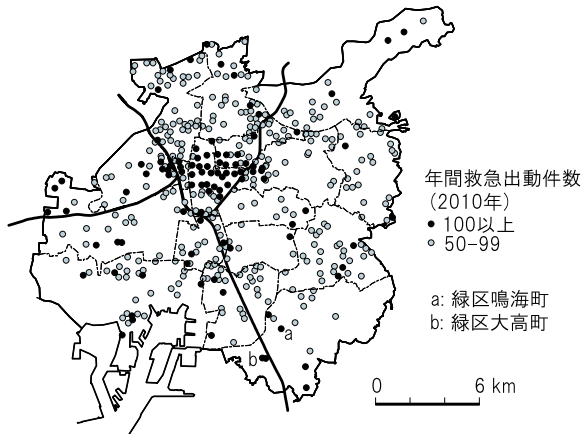 年間救急出動件数
(2010年)
100以上
50-99
a: 緑区鳴海町
b: 緑区大高町
a
b
0 6 km